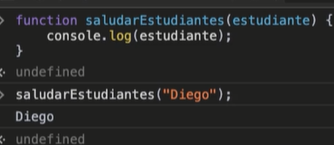 > function saludarEstudiantes(estudiante) {
    console.log(estudiante);
}
< undefined
> saludarEstudiantes("Diego");
Diego
< undefined